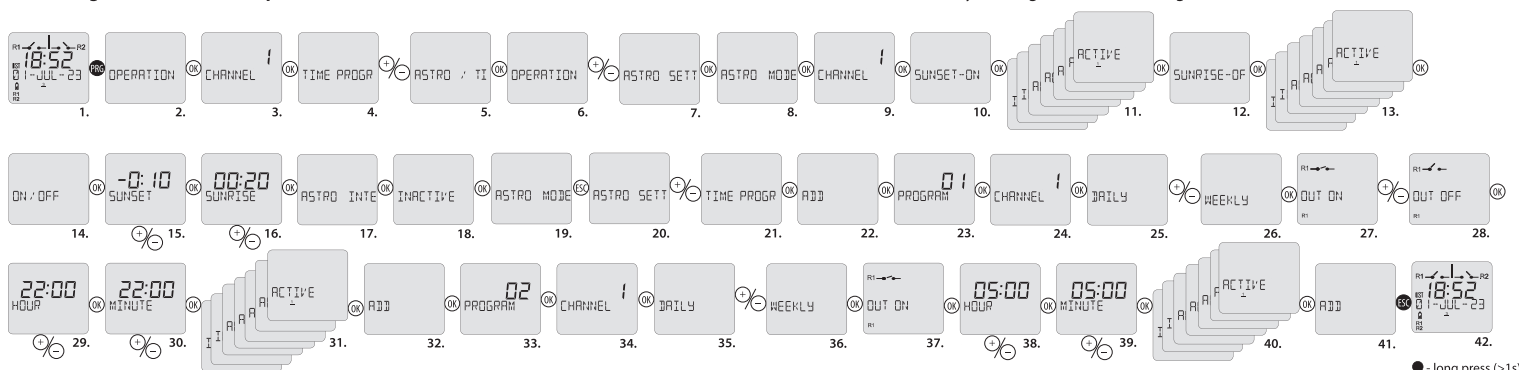 R1 R2
18:52
1-JUL-23
R1
R2
1.
PRG
OPERATION
2.
OK
1
CHANNEL
3.
OK
TIME PROGR
4.
+/-
ASTRO / TI
5.
OK
OPERATION
6.
+/-
ASTRO SETT
7.
OK
ASTRO MODE
8.
OK
1
CHANNEL
9.
OK
SUNSET-ON
10.
OK
ACTIVE
11.
OK
SUNRISE-OF
12.
OK
ACTIVE
13.
OK
ON/OFF
14.
OK
-0:10
SUNSET
15.
+/-
OK
00:20
SUNRISE
16.
+/-
OK
ASTRO INTE
17.
OK
INACTIVE
18.
OK
ASTRO MODE
19.
ESC
ASTRO SETT
20.
+/-
TIME PROGR
21.
OK
ADD
22.
OK
01
PROGRAM
23.
OK
1
CHANNEL
24.
OK
DAILY
25.
+/-
WEEKLY
26.
OK
R1
OUT ON
R1
27.
+/-
R1
OUT OFF
R1
28.
OK
22:00
HOUR
29.
+/-
OK
22:00
MINUTE
30.
+/-
OK
ACTIVE
31.
OK
ADD
32.
OK
02
PROGRAM
33.
OK
1
CHANNEL
34.
OK
DAILY
35.
+/-
WEEKLY
36.
OK
R1
OUT ON
R1
37.
OK
05:00
HOUR
38.
+/-
OK
05:00
MINUTE
39.
+/-
OK
ACTIVE
40.
OK
ADD
41.
ESC
R1 R2
18:52
1-JUL-23
R1
R2
42.
- long press (>1s)